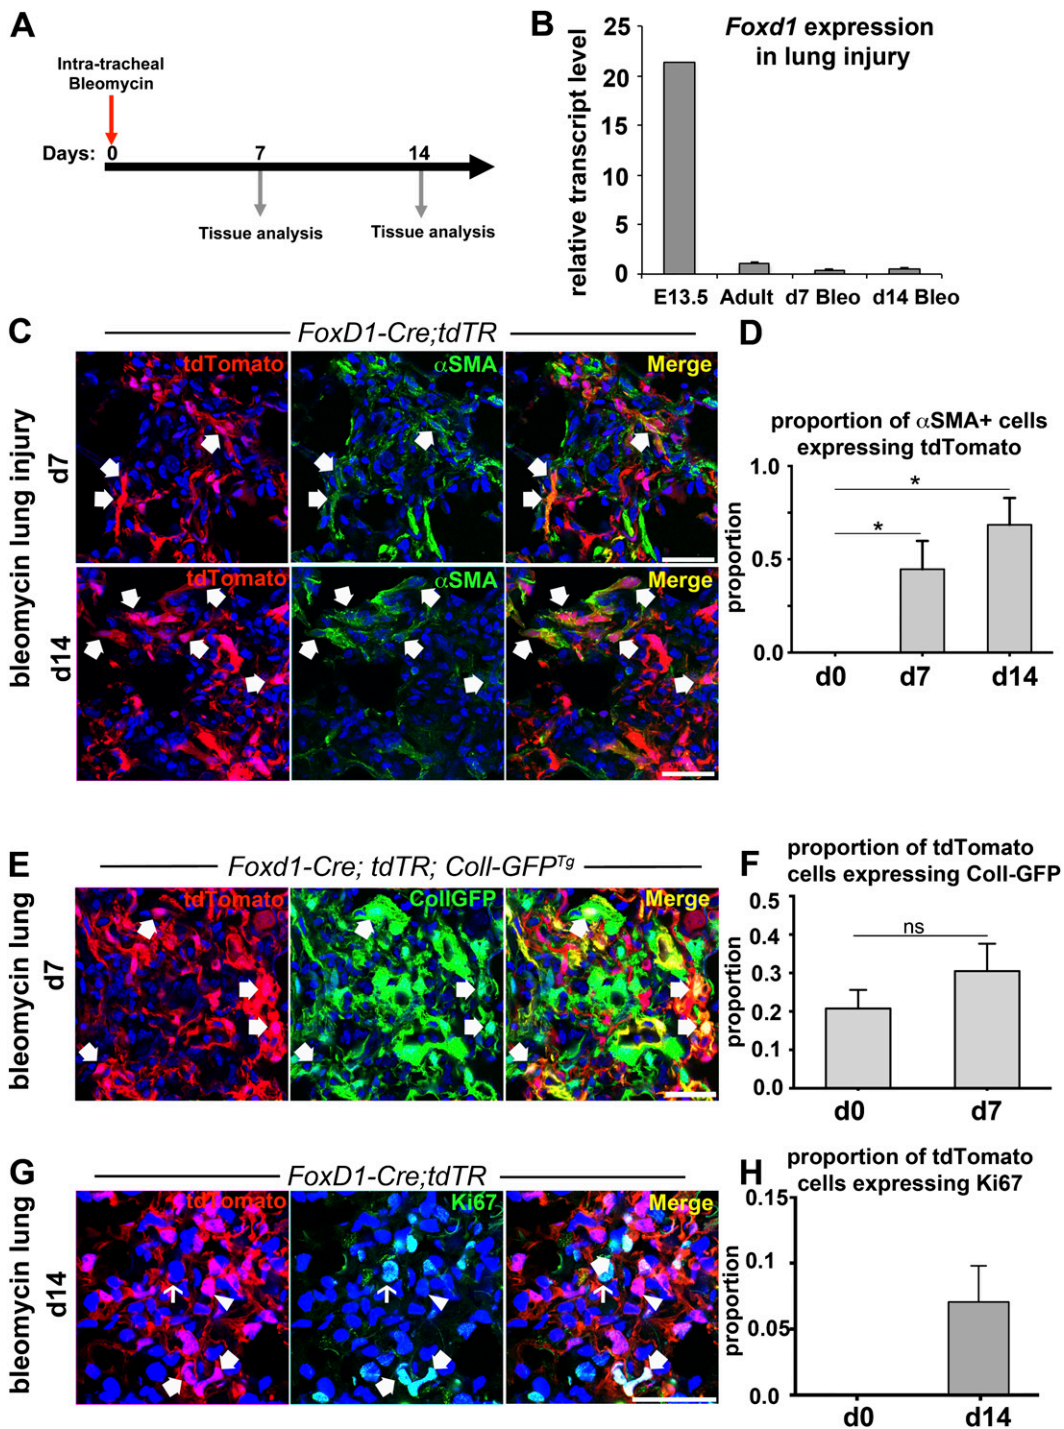 A
Intra-tracheal
Bleomycin
Days: 0 7 14
Tissue analysis Tissue analysis
B
Foxd1 expression
in lung injury
relative transcript level
25
20
15
10
5
0
E13.5 Adult d7 Bleo d14 Bleo
C
FoxD1-Cre;tdTR
bleomycin lung injury
d7
tdTomato αSMA Merge
d14
tdTomato αSMA Merge
D
proportion of αSMA+ cells
expressing tdTomato
proportion
1.0
0.5
0.0
*
*
d0 d7 d14
E
Foxd1-Cre; tdTR; Coll-GFPTg
bleomycin lung
d7
tdTomato CollGFP Merge
F
proportion of tdTomato
cells expressing Coll-GFP
proportion
0.5
0.4
0.3
0.2
0.1
0.0
ns
d0 d7
G
FoxD1-Cre;tdTR
bleomycin lung
d14
tdTomato Ki67 Merge
H
proportion of tdTomato
cells expressing Ki67
proportion
0.15
0.1
0.05
0.0
d0 d14